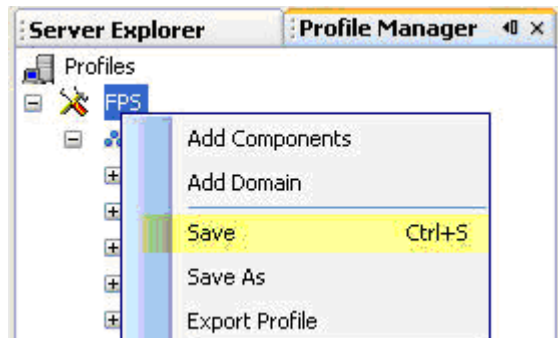 Server Explorer
Profile Manager
Profiles
FPS
Add Components
Add Domain
Save Ctrl+S
Save As
Export Profile